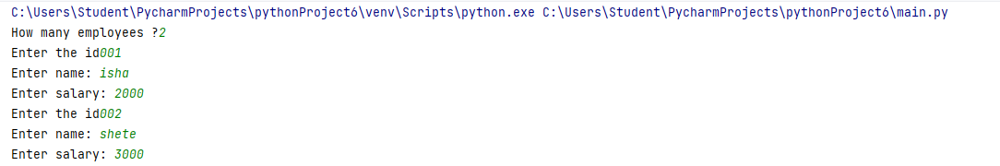 C:\Users\Student\PycharmProjects\pythonProject6\venv\Scripts\python.exe C:\Users\Student\PycharmProjects\pythonProject6\main.py
How many employees ?2
Enter the id001
Enter name: isha
Enter salary: 2000
Enter the id002
Enter name: shete
Enter salary: 3000